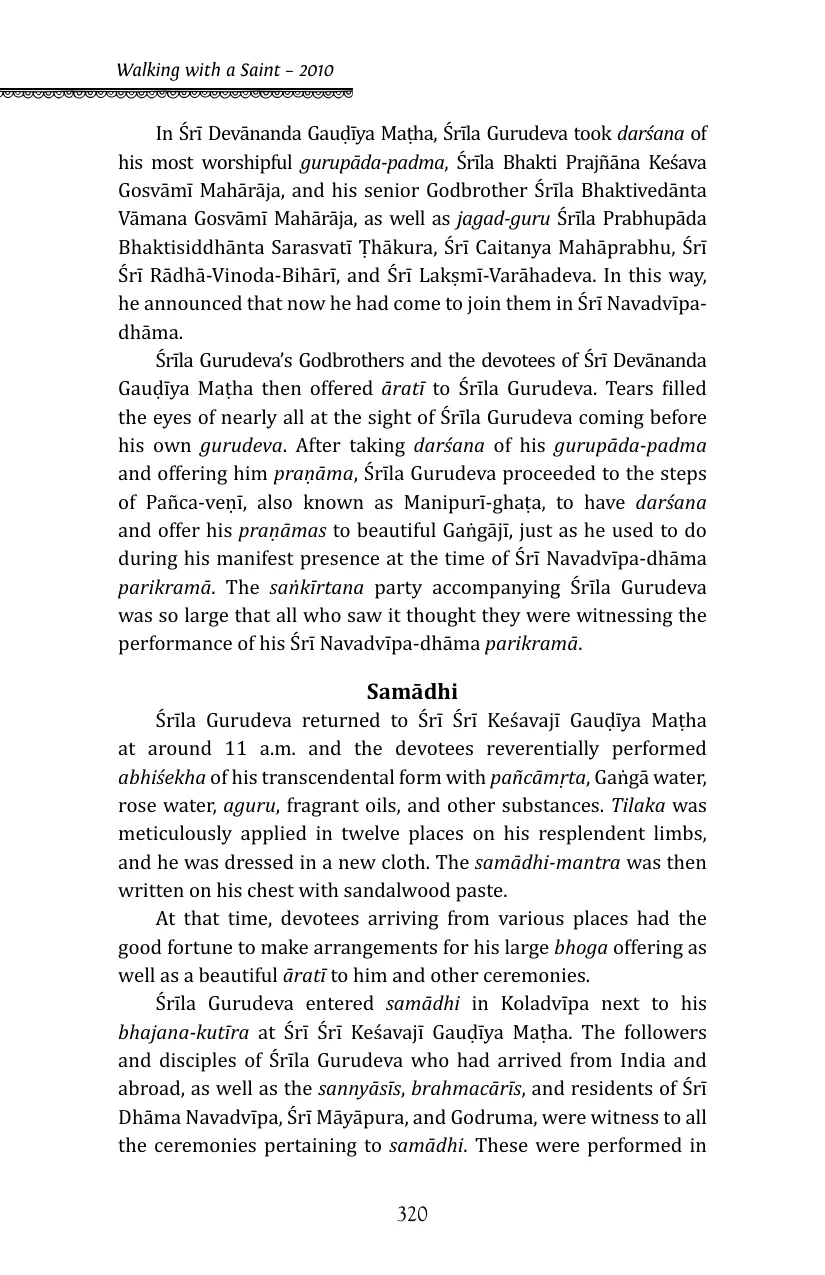 Walking with a Saint – 2010
In Śrī Devānanda Gauḍīya Maṭha, Śrīla Gurudeva took darśana of
his most worshipful gurupāda-padma, Śrīla Bhakti Prajñāna Keśava
Gosvāmī Mahārāja, and his senior Godbrother Śrīla Bhaktivedānta
Vāmana Gosvāmī Mahārāja, as well as jagad-guru Śrīla Prabhupāda
Bhaktisiddhānta Sarasvatī Ṭhākura, Śrī Caitanya Mahāprabhu, Śrī
Śrī Rādhā-Vinoda-Bihārī, and Śrī Lakṣmī-Varāhadeva. In this way,
he announced that now he had come to join them in Śrī Navadvīpa-
dhāma.
Śrīla Gurudeva’s Godbrothers and the devotees of Śrī Devānanda
Gauḍīya Maṭha then offered āratī to Śrīla Gurudeva. Tears filled
the eyes of nearly all at the sight of Śrīla Gurudeva coming before
his own gurudeva. After taking darśana of his gurupāda-padma
and offering him praṇāma, Śrīla Gurudeva proceeded to the steps
of Pañca-veṇī, also known as Manipurī-ghaṭa, to have darśana
and offer his praṇāmas to beautiful Gaṅgājī, just as he used to do
during his manifest presence at the time of Śrī Navadvīpa-dhāma
parikramā. The saṅkīrtana party accompanying Śrīla Gurudeva
was so large that all who saw it thought they were witnessing the
performance of his Śrī Navadvīpa-dhāma parikramā.
Samādhi
Śrīla Gurudeva returned to Śrī Śrī Keśavajī Gauḍīya Maṭha
at around 11 a.m. and the devotees reverentially performed
abhiśekha of his transcendental form with pañcāmṛta, Gaṅgā water,
rose water, aguru, fragrant oils, and other substances. Tilaka was
meticulously applied in twelve places on his resplendent limbs,
and he was dressed in a new cloth. The samādhi-mantra was then
written on his chest with sandalwood paste.
At that time, devotees arriving from various places had the
good fortune to make arrangements for his large bhoga offering as
well as a beautiful āratī to him and other ceremonies.
Śrīla Gurudeva entered samādhi in Koladvīpa next to his
bhajana-kutīra at Śrī Śrī Keśavajī Gauḍīya Maṭha. The followers
and disciples of Śrīla Gurudeva who had arrived from India and
abroad, as well as the sannyāsīs, brahmacārīs, and residents of Śrī
Dhāma Navadvīpa, Śrī Māyāpura, and Godruma, were witness to all
the ceremonies pertaining to samādhi. These were performed in
320